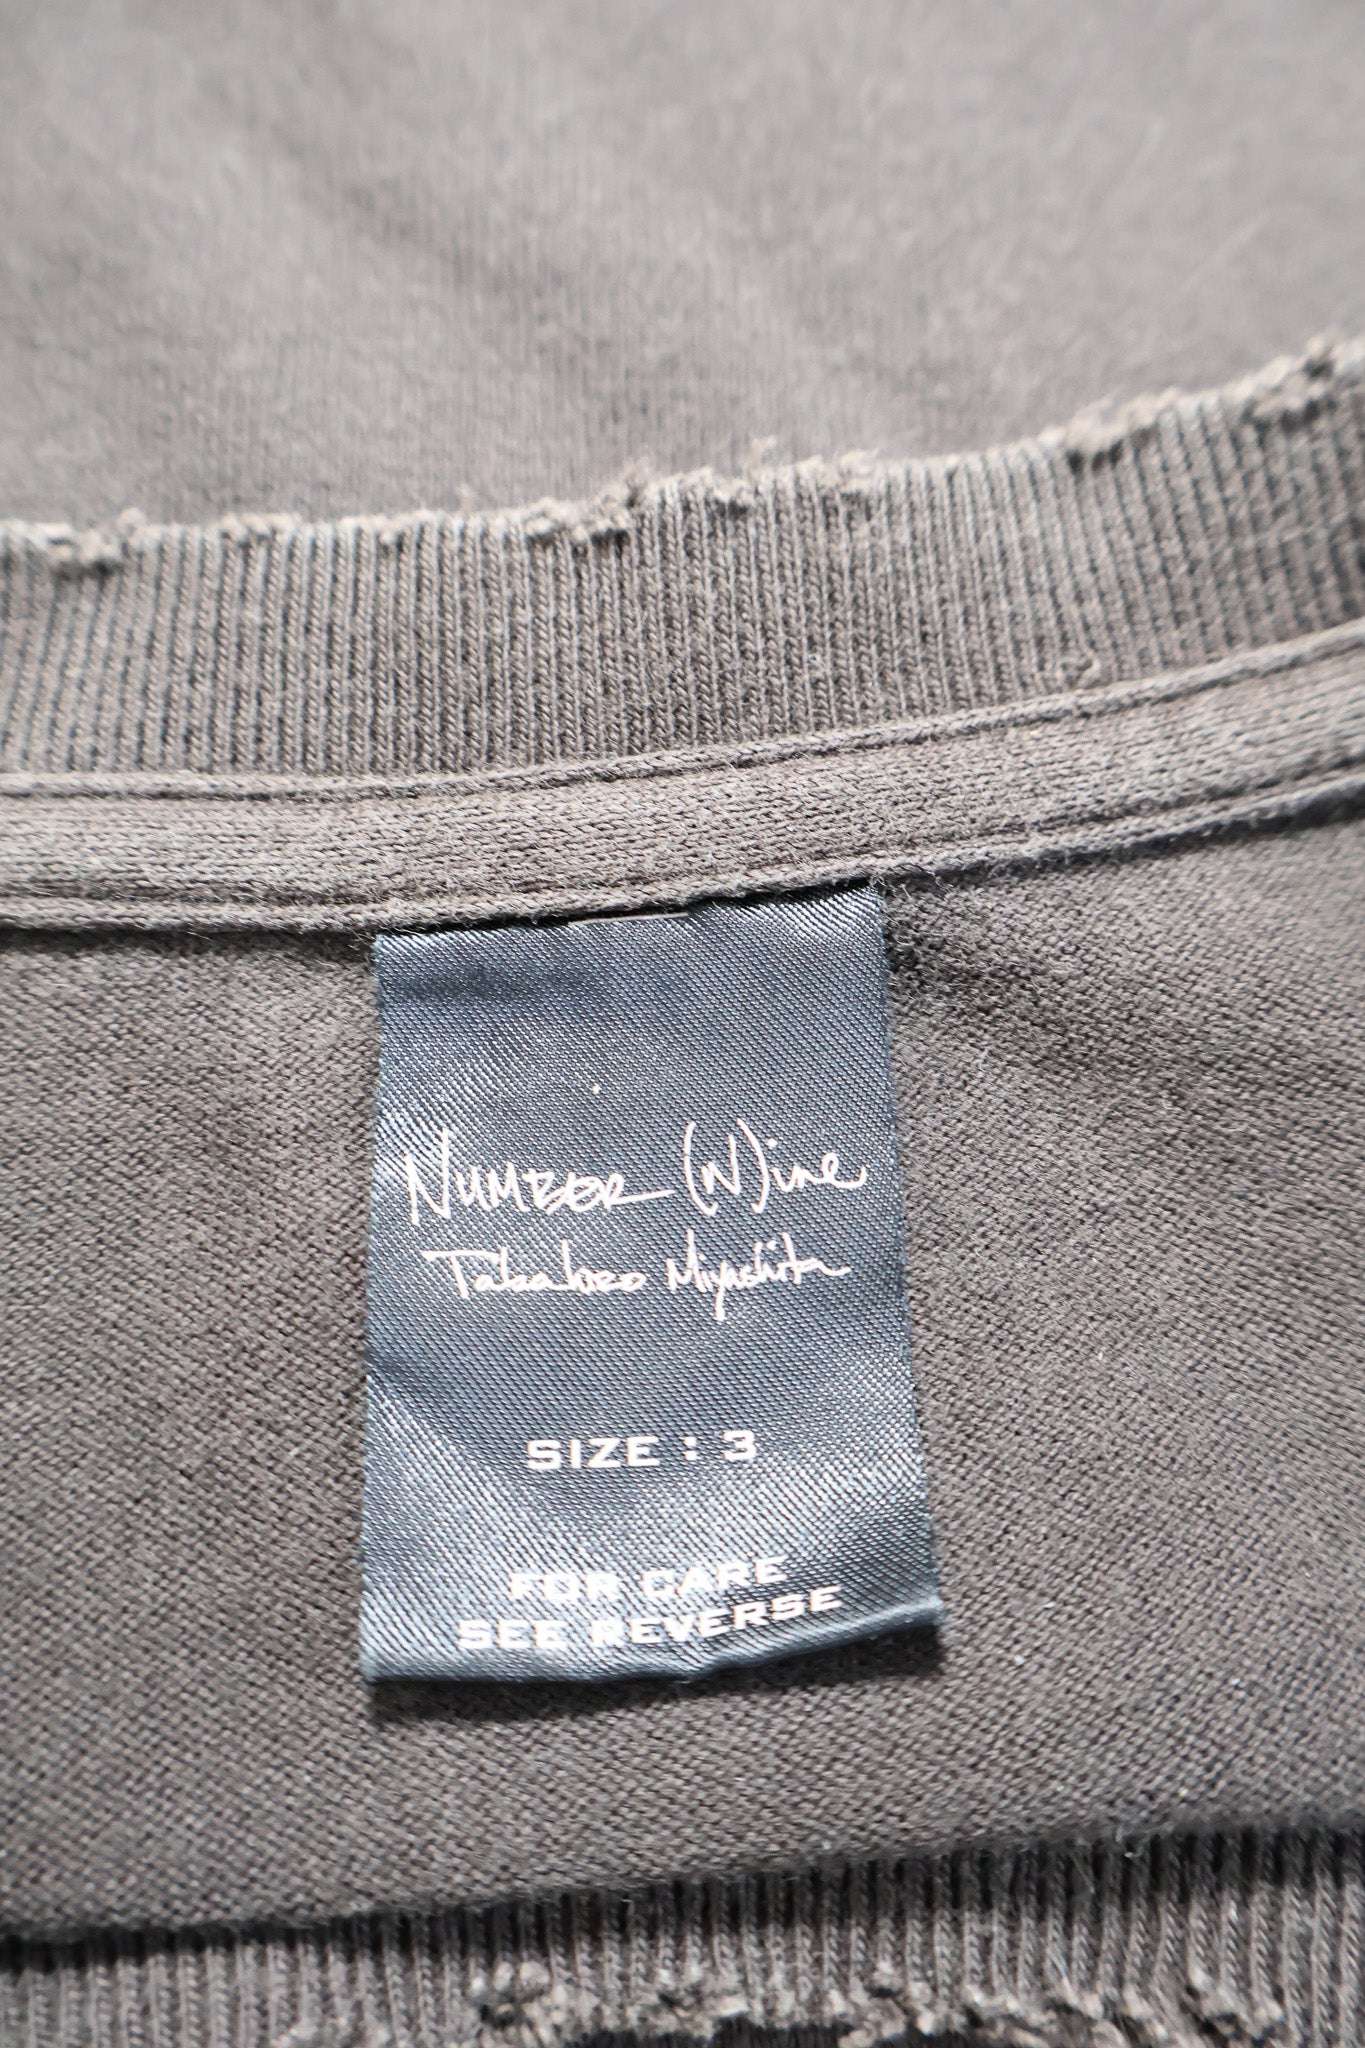 NUMBER (N)ine
Takahiro Miyashita
SIZE : 3
FOR CARE
SEE REVERSE